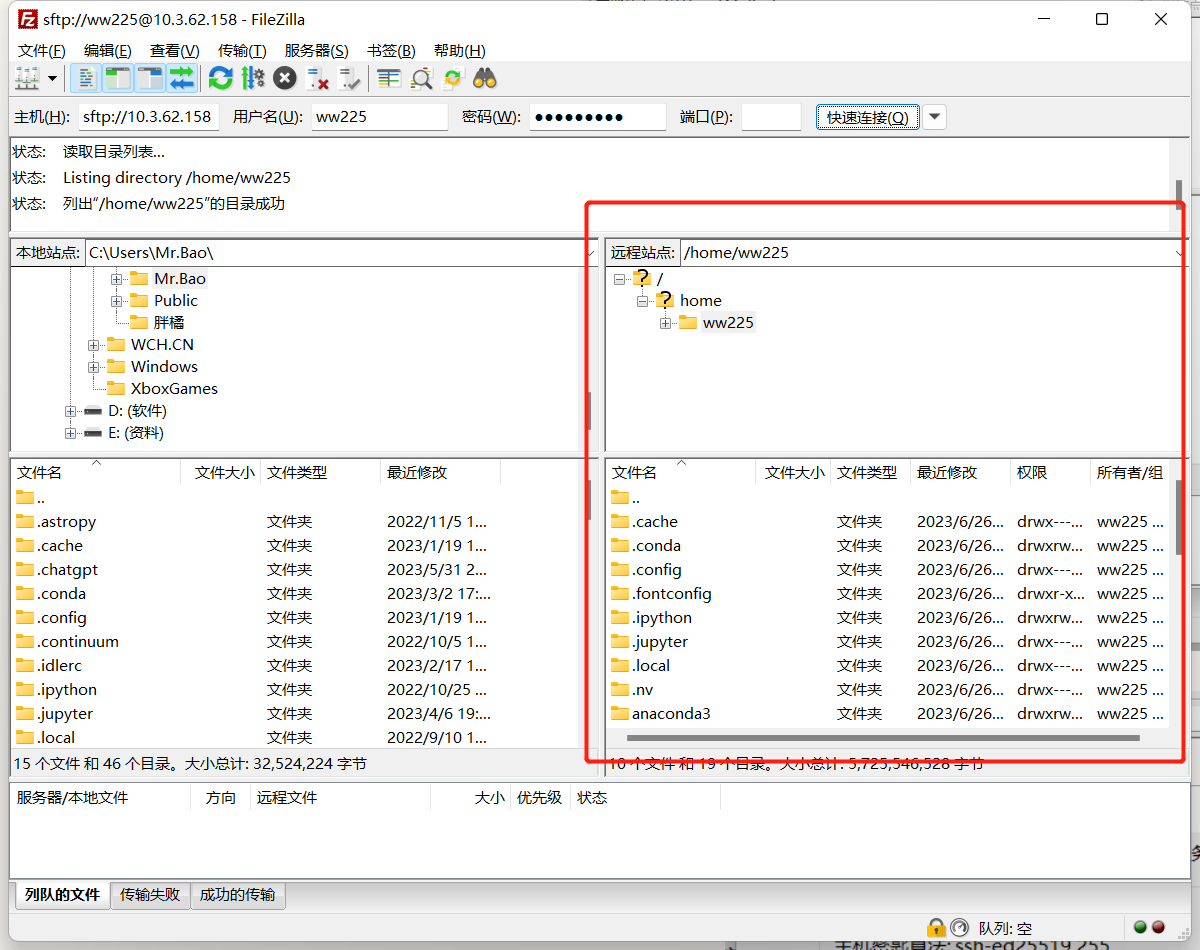 sftp://ww225@10.3.62.158 - FileZilla
文件(F) 编辑(E) 查看(V) 传输(T) 服务器(S) 书签(B) 帮助(H)
主机(H): sftp://10.3.62.158 用户名(U): ww225 密码(W): ●●●●●●●●● 端口(P): 快速连接(Q)
状态: 读取目录列表...
状态: Listing directory /home/ww225
状态: 列出“/home/ww225”的目录成功
本地站点: C:\Users\Mr.Bao\
Mr.Bao
Public
胖橘
WCH.CN
Windows
XboxGames
D: (软件)
E: (资料)
远程站点: /home/ww225
/
home
ww225
文件名 文件大小 文件类型 最近修改
..
.astropy 文件夹 2022/11/5 1...
.cache 文件夹 2023/1/19 1...
.chatgpt 文件夹 2023/5/31 2...
.conda 文件夹 2023/3/2 17:...
.config 文件夹 2023/1/19 1...
.continuum 文件夹 2022/10/5 1...
.idlerc 文件夹 2023/2/17 1...
.ipython 文件夹 2022/10/25 ...
.jupyter 文件夹 2023/4/6 19:...
.local 文件夹 2022/9/10 1...
15 个文件 和 46 个目录。大小总计: 32,524,224 字节
文件名 文件大小 文件类型 最近修改 权限 所有者/组
..
.cache 文件夹 2023/6/26... drwx---... ww225 ...
.conda 文件夹 2023/6/26... drwxrw... ww225 ...
.config 文件夹 2023/6/26... drwx---... ww225 ...
.fontconfig 文件夹 2023/6/26... drwxr-x... ww225 ...
.ipython 文件夹 2023/6/26... drwxrw... ww225 ...
.jupyter 文件夹 2023/6/26... drwx---... ww225 ...
.local 文件夹 2023/6/26... drwx---... ww225 ...
.nv 文件夹 2023/6/26... drwx---... ww225 ...
anaconda3 文件夹 2023/6/26... drwxrw... ww225 ...
10 个文件 和 19 个目录。大小总计: 5,725,546,528 字节
服务器/本地文件 方向 远程文件 大小 优先级 状态
列队的文件 传输失败 成功的传输
队列: 空
主机密钥算法: ssh-ed25519 255